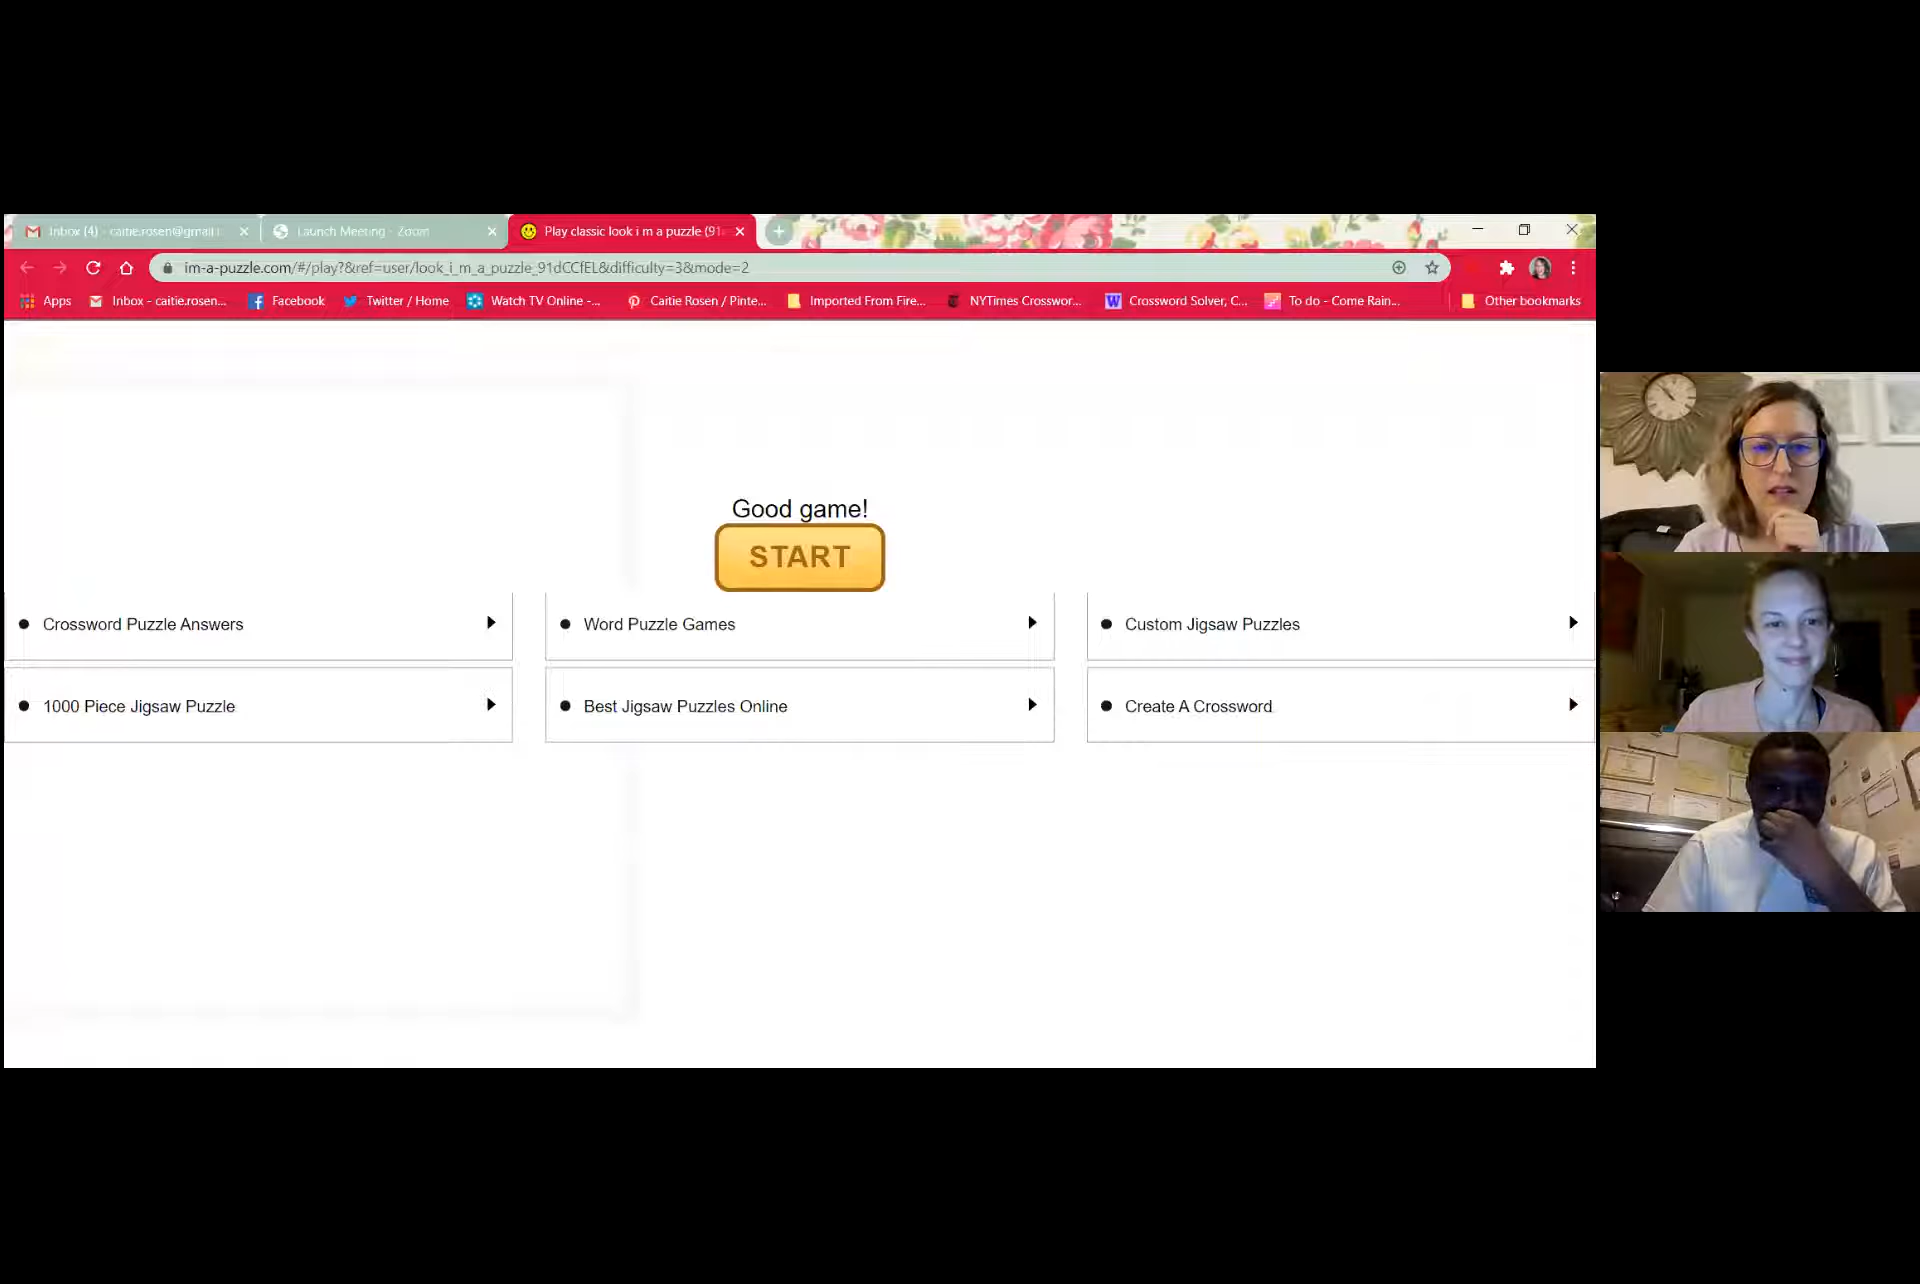 Inbox (4) - caitie.rosen@gmail.c
Launch Meeting - Zoom
Play classic look i m a puzzle (91
im-a-puzzle.com/#/play?&ref=user/look_i_m_a_puzzle_91dCCfEL&difficulty=3&mode=2
Apps
Inbox - caitie.rosen...
Facebook
Twitter / Home
Watch TV Online -...
Caitie Rosen / Pinte...
Imported From Fire...
NYTimes Crosswor...
Crossword Solver, C...
To do - Come Rain...
Other bookmarks
Good game!
START
Crossword Puzzle Answers
Word Puzzle Games
Custom Jigsaw Puzzles
1000 Piece Jigsaw Puzzle
Best Jigsaw Puzzles Online
Create A Crossword